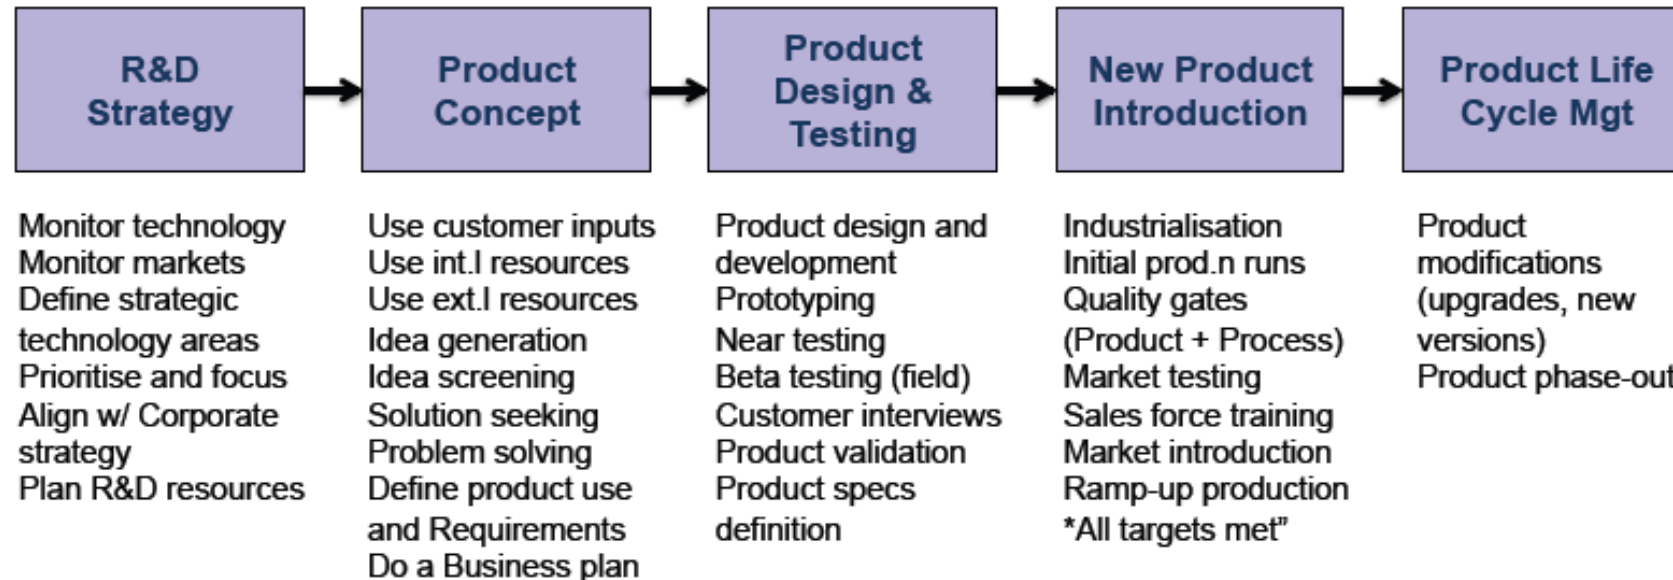 R&D
Strategy
Product
Concept
Product
Design &
Testing
New Product
Introduction
Product Life
Cycle Mgt
Monitor technology
Monitor markets
Define strategic
technology areas
Prioritise and focus
Align w/ Corporate
strategy
Plan R&D resources
Use customer inputs
Use int.l resources
Use ext.l resources
Idea generation
Idea screening
Solution seeking
Problem solving
Define product use
and Requirements
Do a Business plan
Product design and
development
Prototyping
Near testing
Beta testing (field)
Customer interviews
Product validation
Product specs
definition
Industrialisation
Initial prod.n runs
Quality gates
(Product + Process)
Market testing
Sales force training
Market introduction
Ramp-up production
*All targets met”
Product
modifications
(upgrades, new
versions)
Product phase-out